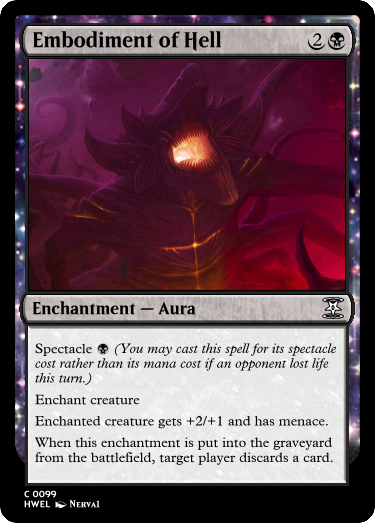 Embodiment of Hell 2
Enchantment — Aura
Spectacle (You may cast this spell for its spectacle
cost rather than its mana cost if an opponent lost life
this turn.)
Enchant creature
Enchanted creature gets +2/+1 and has menace.
When this enchantment is put into the graveyard
from the battlefield, target player discards a card.
C 0099
HWEL Nerval